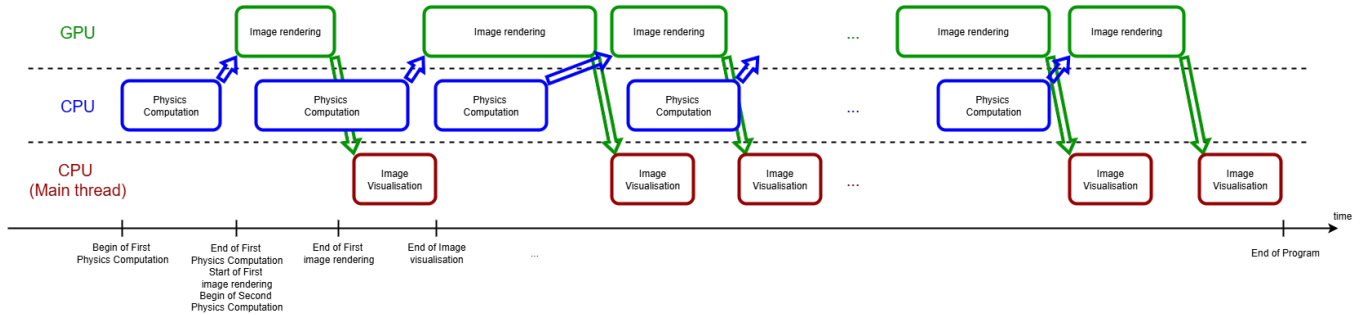 GPU
Image rendering
Image rendering
Image rendering
...
Image rendering
Image rendering
CPU
Physics
Computation
Physics
Computation
Physics
Computation
Physics
Computation
...
Physics
Computation
CPU
(Main thread)
Image
Visualisation
Image
Visualisation
Image
Visualisation
...
Image
Visualisation
Image
Visualisation
time
Begin of First
Physics Computation
End of First
Physics Computation
Start of First
image rendering
Begin of Second
Physics Computation
End of First
image rendering
End of Image
visualisation
...
End of Program